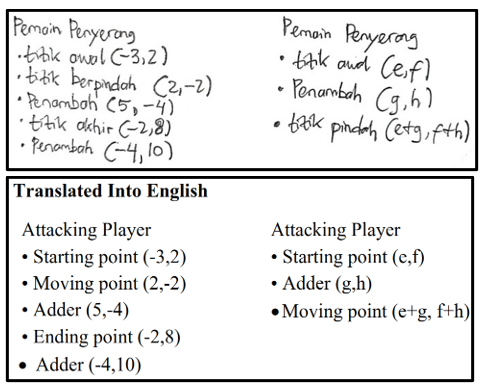 Pemain Penyerang
• titik awal (-3,2)
• titik berpindah (2,-2)
• Penambah (5,-4)
• titik akhir (-2,8)
• Penambah (-4,10)
Pemain Penyerang
• titik awal (e,f)
• Penambah (g,h)
• titik pindah (e+g, f+h)
Translated Into English
Attacking Player
• Starting point (-3,2)
• Moving point (2,-2)
• Adder (5,-4)
• Ending point (-2,8)
• Adder (-4,10)
Attacking Player
• Starting point (e,f)
• Adder (g,h)
• Moving point (e+g, f+h)